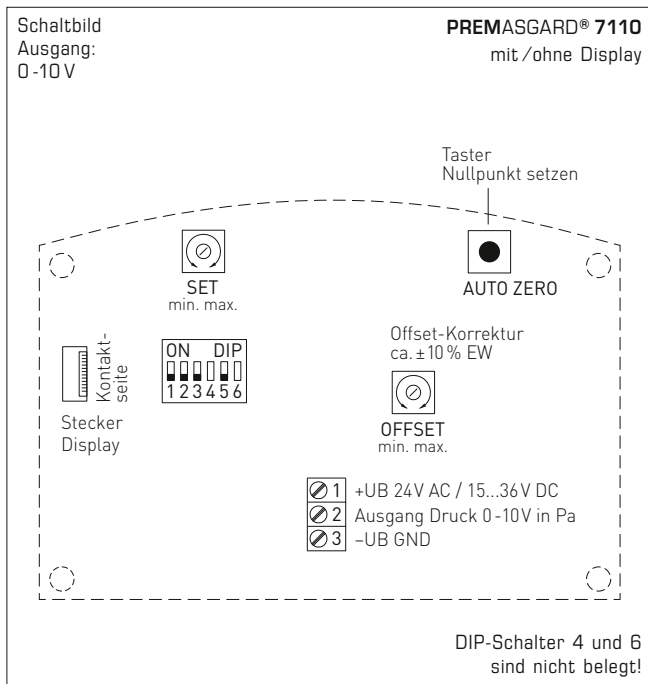 Schaltbild
Ausgang:
0-10 V
PREMASGARD® 7110
mit/ohne Display
Taster
Nullpunkt setzen
SET
min. max.
AUTO ZERO
Kontakt-
seite
Stecker
Display
ON DIP
1 2 3 4 5 6
Offset-Korrektur
ca. ± 10 % EW
OFFSET
min. max.
1 +UB 24V AC / 15...36V DC
2 Ausgang Druck 0-10V in Pa
3 –UB GND
DIP-Schalter 4 und 6
sind nicht belegt!